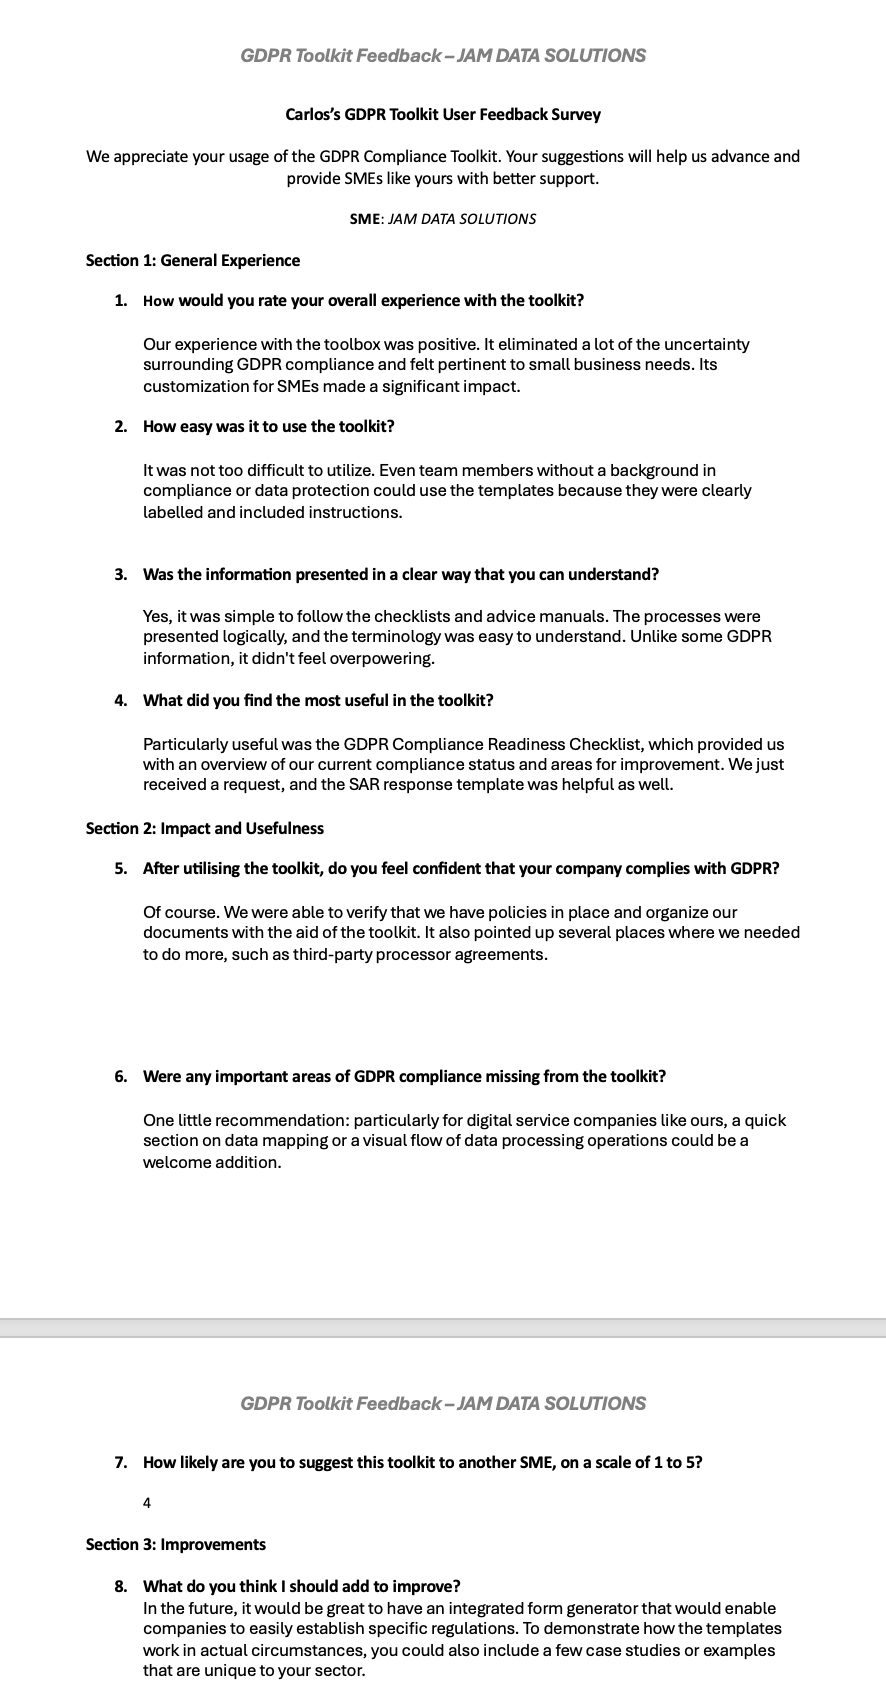 GDPR Toolkit Feedback – JAM DATA SOLUTIONS
Carlos’s GDPR Toolkit User Feedback Survey
We appreciate your usage of the GDPR Compliance Toolkit. Your suggestions will help us advance and
provide SMEs like yours with better support.
SME: JAM DATA SOLUTIONS
Section 1: General Experience
1. How would you rate your overall experience with the toolkit?
Our experience with the toolbox was positive. It eliminated a lot of the uncertainty
surrounding GDPR compliance and felt pertinent to small business needs. Its
customization for SMEs made a significant impact.
2. How easy was it to use the toolkit?
It was not too difficult to utilize. Even team members without a background in
compliance or data protection could use the templates because they were clearly
labelled and included instructions.
3. Was the information presented in a clear way that you can understand?
Yes, it was simple to follow the checklists and advice manuals. The processes were
presented logically, and the terminology was easy to understand. Unlike some GDPR
information, it didn't feel overpowering.
4. What did you find the most useful in the toolkit?
Particularly useful was the GDPR Compliance Readiness Checklist, which provided us
with an overview of our current compliance status and areas for improvement. We just
received a request, and the SAR response template was helpful as well.
Section 2: Impact and Usefulness
5. After utilising the toolkit, do you feel confident that your company complies with GDPR?
Of course. We were able to verify that we have policies in place and organize our
documents with the aid of the toolkit. It also pointed up several places where we needed
to do more, such as third-party processor agreements.
6. Were any important areas of GDPR compliance missing from the toolkit?
One little recommendation: particularly for digital service companies like ours, a quick
section on data mapping or a visual flow of data processing operations could be a
welcome addition.
GDPR Toolkit Feedback – JAM DATA SOLUTIONS
7. How likely are you to suggest this toolkit to another SME, on a scale of 1 to 5?
4
Section 3: Improvements
8. What do you think I should add to improve?
In the future, it would be great to have an integrated form generator that would enable
companies to easily establish specific regulations. To demonstrate how the templates
work in actual circumstances, you could also include a few case studies or examples
that are unique to your sector.